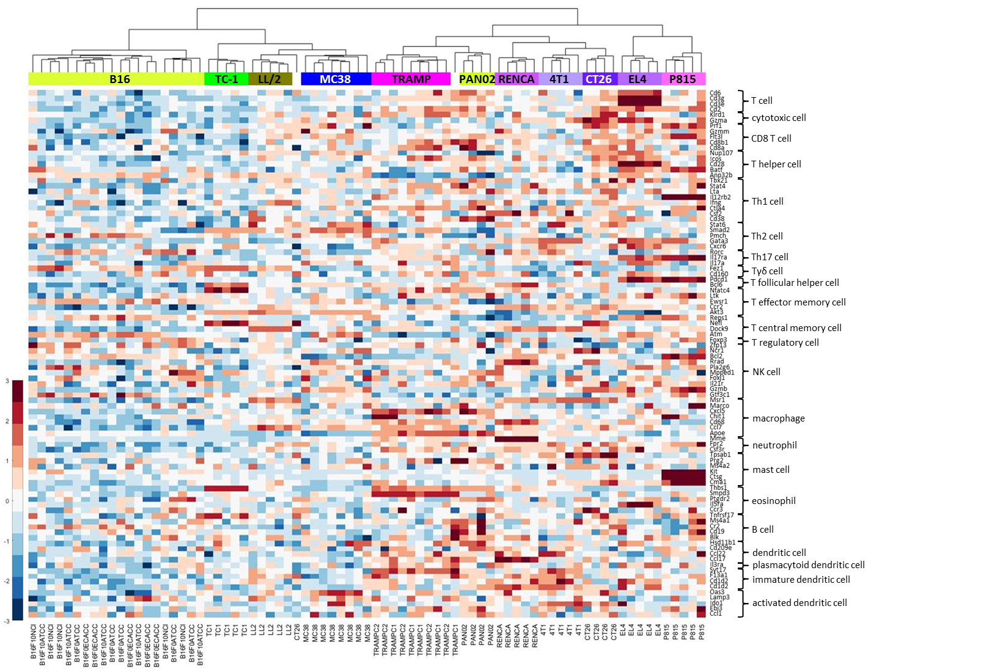 B16 TC-1 LL/2 MC38 TRAMP PAN02 RENCA 4T1 CT26 EL4 P815
Cd6
Cd3g
Cd3e
Cd2
Klrd1
Gzma
Prf1
Gzmm
Flt3l
Cd8b1
Cd8a
Nup107
Icos
Cd28
Batf
Anp32b
Tbx21
Stat4
Lta
Il12rb2
Ifng
Ctla4
Csf2
Cd38
Stat6
Smad2
Pmch
Gata3
Cxcr6
Rorc
Il17ra
Il17a
Fez1
Cd160
Pdcd1
Bcl6
Nfatc4
Ltk
Ewsr1
Ccr2
Akt3
Reps1
Nefl
Dock9
Atm
Foxp3
Zfp13
Ncr1
Bcl2
Rrad
Pla2g6
Mpped1
Foxj1
Il21r
Gzmb
Gtf3c1
Msr1
Marco
Cxcl5
Chit1
Cd68
Ccl7
Apoe
Mme
Fpr2
Csf3r
Tpsab1
Prg2
Ms4a2
Kit
Ctsg
Cma1
Thbs1
Smpd3
Ptgdr2
Il5ra
Ccr3
Tnfrsf17
Ms4a1
Cr2
Cd19
Blk
Hsd11b1
Cd209e
Ccl22
Ccl17
Il3ra
Syt17
F13a1
Cd1d2
Cd1d2
Oas3
Lamp3
Ido1
Ebi3
Ccl1
T cell
cytotoxic cell
CD8 T cell
T helper cell
Th1 cell
Th2 cell
Th17 cell
Tγδ cell
T follicular helper cell
T effector memory cell
T central memory cell
T regulatory cell
NK cell
macrophage
neutrophil
mast cell
eosinophil
B cell
dendritic cell
plasmacytoid dendritic cell
immature dendritic cell
activated dendritic cell
3
2
1
0
-1
-2
-3
B16F10NCI
B16F10ATCC
B16F10NCI
B16F10NCI
B16F10ATCC
B16F0ATCC
B16F0ECACC
B16F0ECACC
B16F10ATCC
B16F0ATCC
B16F0ATCC
B16F0ECACC
B16F10ATCC
B16F0ECACC
B16F0ECACC
B16F10NCI
B16F10NCI
B16F10NCI
B16F0ATCC
B16F10ATCC
TC1
TC1
TC1
TC1
TC1
LL2
LL2
LL2
LL2
LL2
CT26
MC38
MC38
MC38
MC38
MC38
MC38
MC38
MC38
TRAMPC2
TRAMPC2
TRAMPC1
TRAMPC2
TRAMPC1
TRAMPC1
TRAMPC2
TRAMPC1
TRAMPC2
TRAMPC1
PAN02
PAN02
PAN02
PAN02
RENCA
RENCA
RENCA
RENCA
RENCA
4T1
4T1
4T1
4T1
4T1
CT26
CT26
CT26
CT26
EL4
EL4
EL4
EL4
EL4
P815
P815
P815
P815
P815